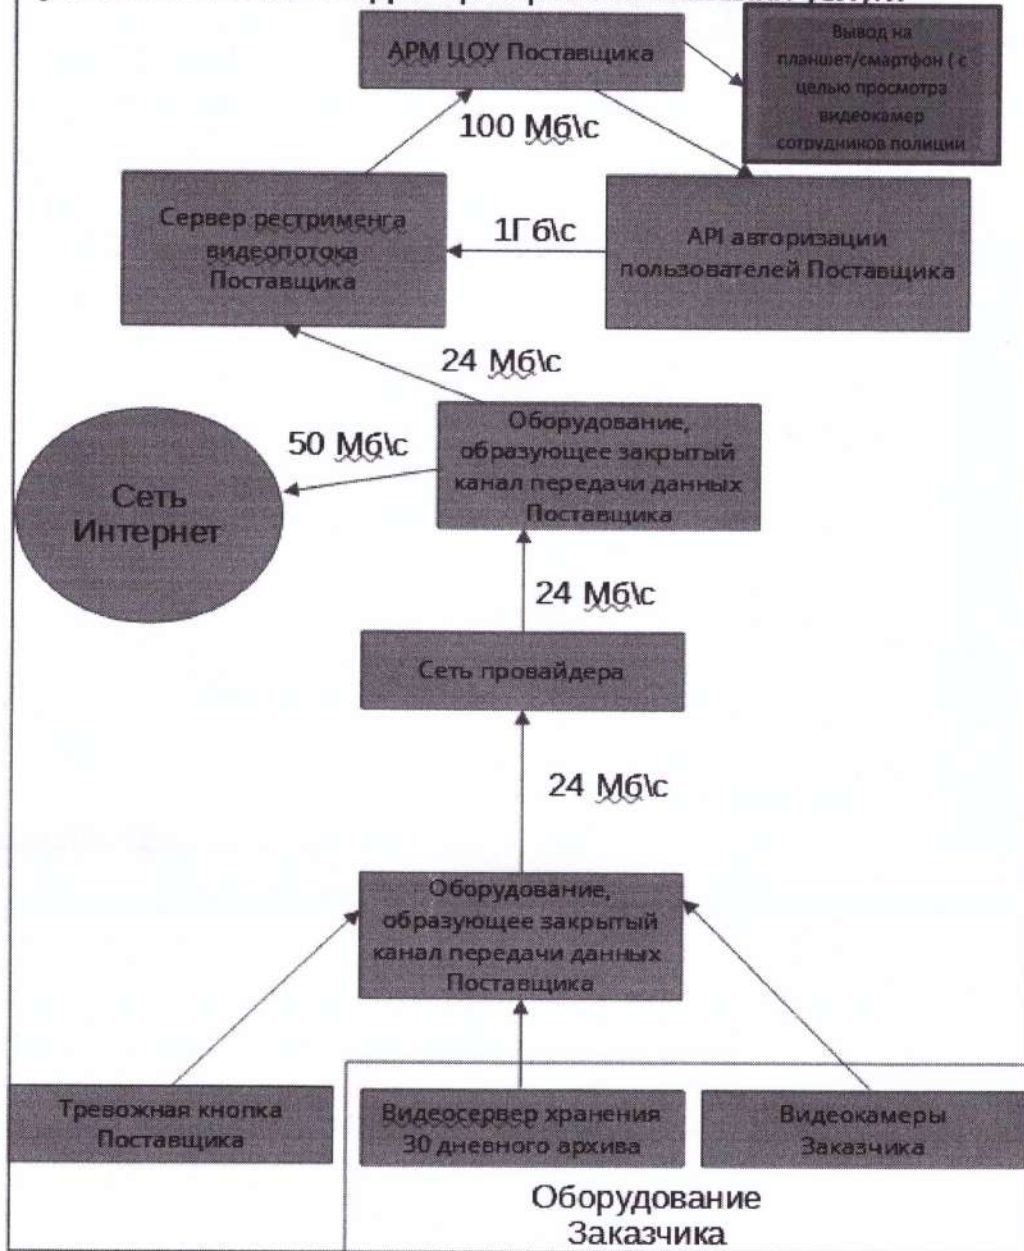 АРМ ЦОУ Поставщика
Вывод на
планшет/смартфон ( с
целью просмотра
видеокамер
сотрудников полиции
100 Мб\с
Сервер рестрименга
видеопотока
Поставщика
1Гб\с
API авторизации
пользователей Поставщика
24 Мб\с
Оборудование,
образующее закрытый
канал передачи данных
Поставщика
50 Мб\с
Сеть
Интернет
24 Мб\с
Сеть провайдера
24 Мб\с
Оборудование,
образующее закрытый
канал передачи данных
Поставщика
Тревожная кнопка
Поставщика
Видеосервер хранения
30 дневного архива
Видеокамеры
Заказчика
Оборудование
Заказчика